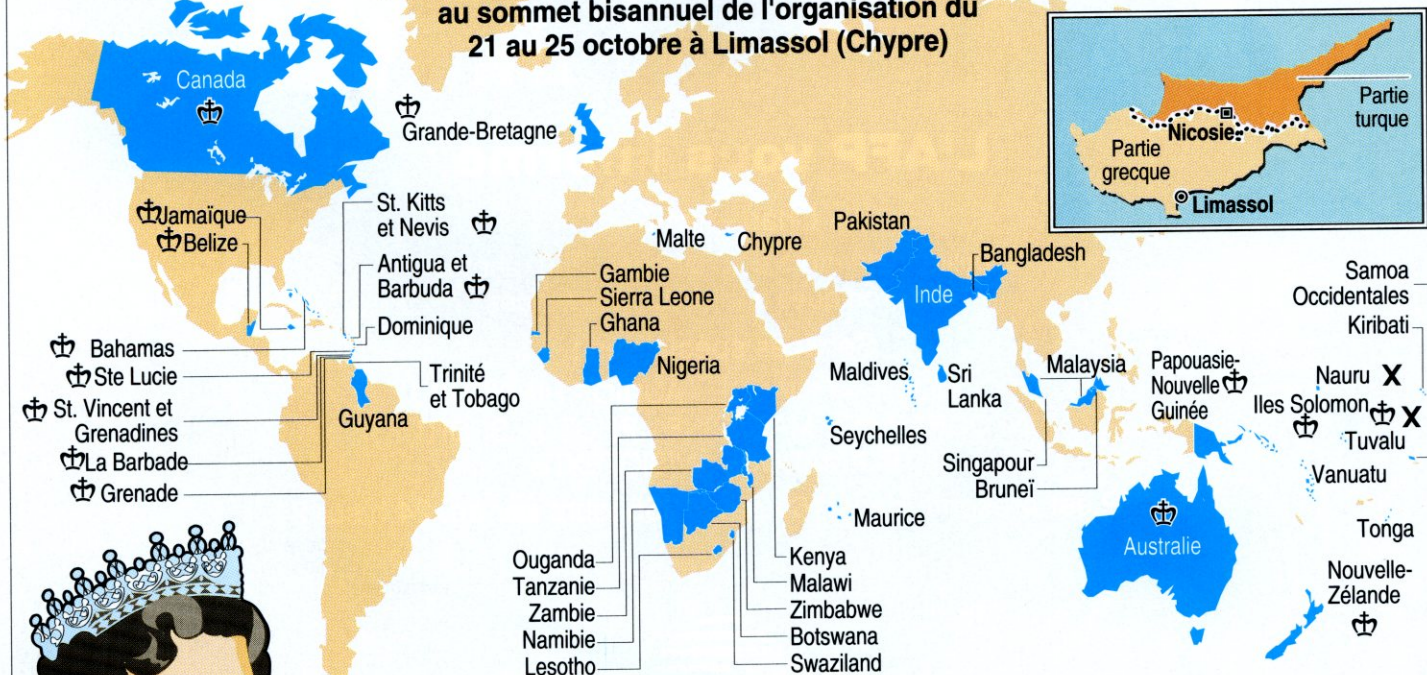 au sommet bisannuel de l'organisation du
21 au 25 octobre à Limassol (Chypre)
Canada
Grande-Bretagne
Partie
turque
Nicosie
Partie
grecque
Limassol
Jamaïque
Belize
St. Kitts
et Nevis
Antigua et
Barbuda
Dominique
Bahamas
Ste Lucie
St. Vincent et
Grenadines
La Barbade
Grenade
Trinité
et Tobago
Guyana
Malte
Chypre
Pakistan
Bangladesh
Inde
Gambie
Sierra Leone
Ghana
Nigeria
Maldives
Sri
Lanka
Malaysia
Seychelles
Singapour
Bruneï
Maurice
Papouasie-
Nouvelle
Guinée
Samoa
Occidentales
Kiribati
Nauru X
Iles Solomon
X
Tuvalu
Vanuatu
Tonga
Australie
Nouvelle-
Zélande
Ouganda
Tanzanie
Zambie
Namibie
Lesotho
Kenya
Malawi
Zimbabwe
Botswana
Swaziland